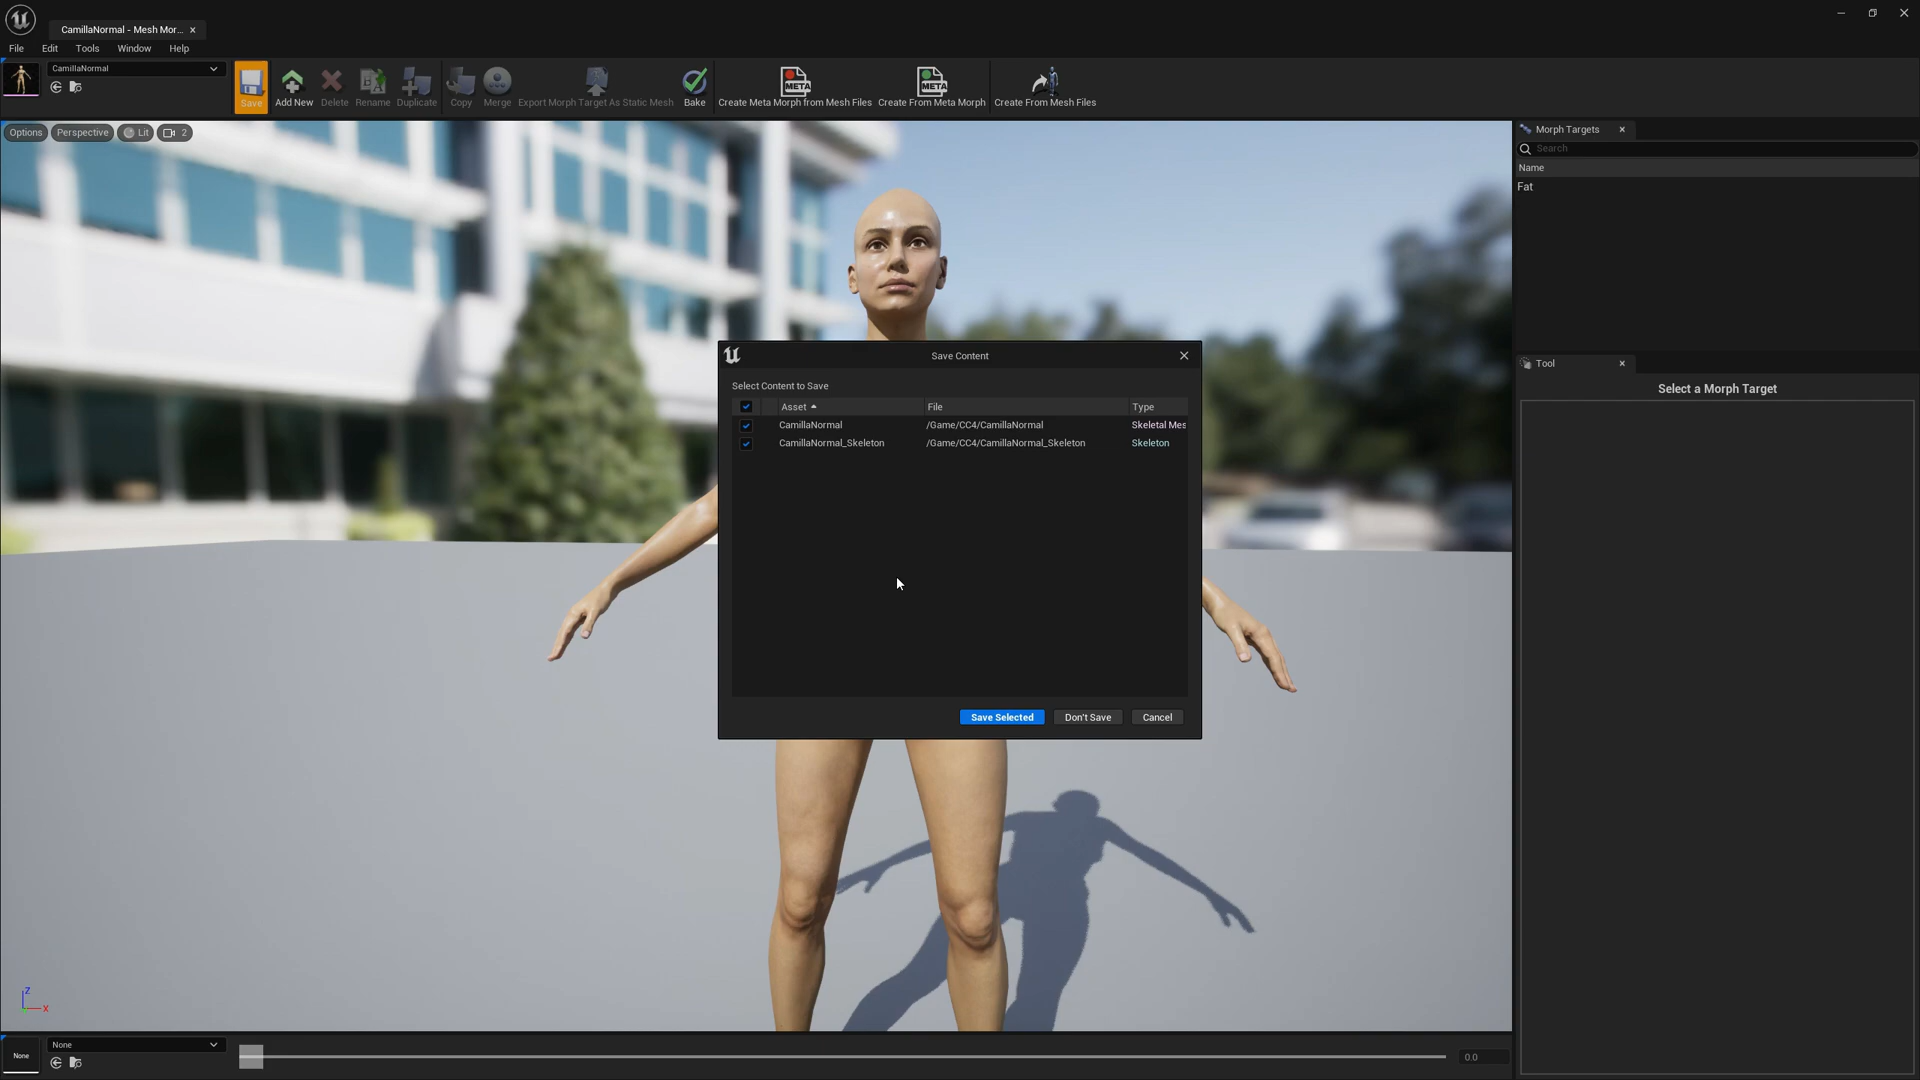 CamillaNormal - Mesh Mor...
File Edit Tools Window Help
CamillaNormal
Save
Add New
Delete
Rename
Duplicate
Copy
Merge
Export Morph Target As Static Mesh
Bake
META
Create Meta Morph from Mesh Files
META
Create From Meta Morph
Create From Mesh Files
Options
Perspective
Lit
2
Morph Targets
Search
Name
Fat
Tool
Select a Morph Target
Save Content
Select Content to Save
Asset File Type
CamillaNormal /Game/CC4/CamillaNormal Skeletal Mes
CamillaNormal_Skeleton /Game/CC4/CamillaNormal_Skeleton Skeleton
Save Selected
Don't Save
Cancel
Z
X
None
None
0.0